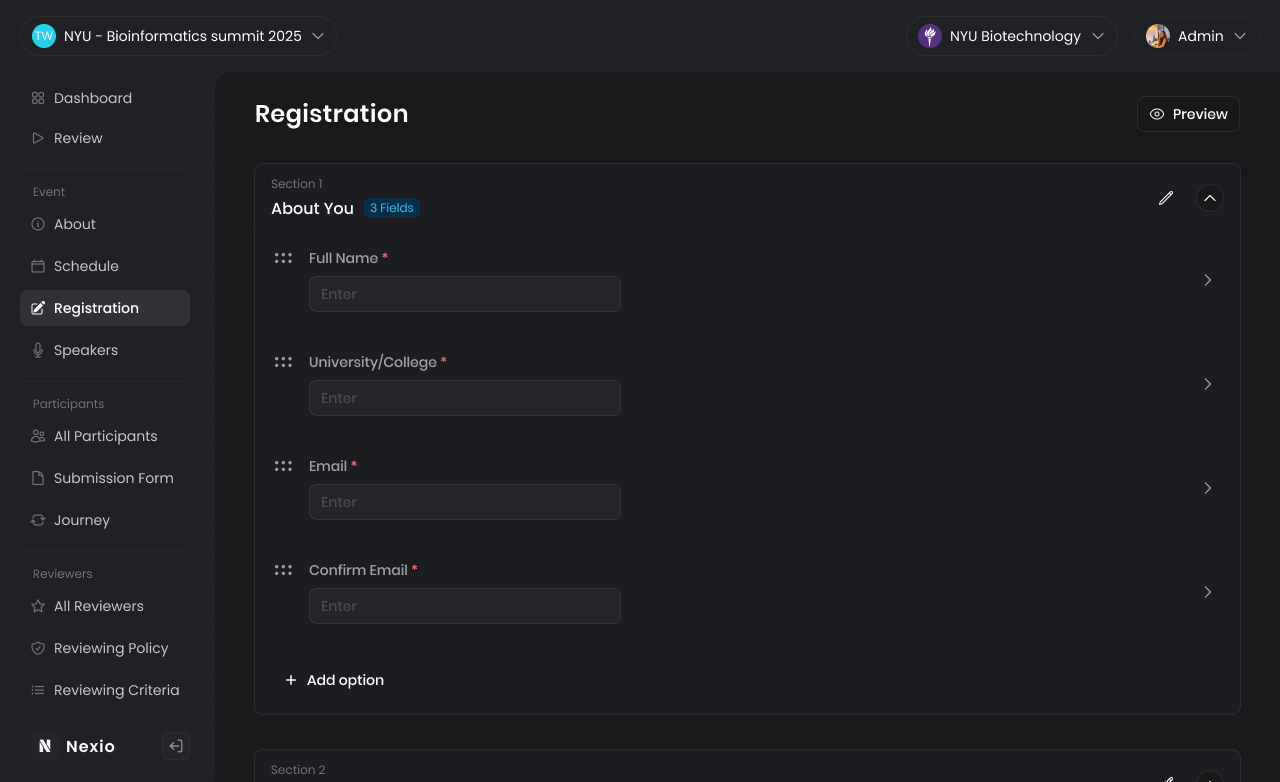 TW NYU - Bioinformatics summit 2025
NYU Biotechnology
Admin
Dashboard
Review
Event
About
Schedule
Registration
Speakers
Participants
All Participants
Submission Form
Journey
Reviewers
All Reviewers
Reviewing Policy
Reviewing Criteria
N Nexio
Registration
Preview
Section 1
About You 3 Fields
Full Name *
Enter
University/College *
Enter
Email *
Enter
Confirm Email *
Enter
+ Add option
Section 2